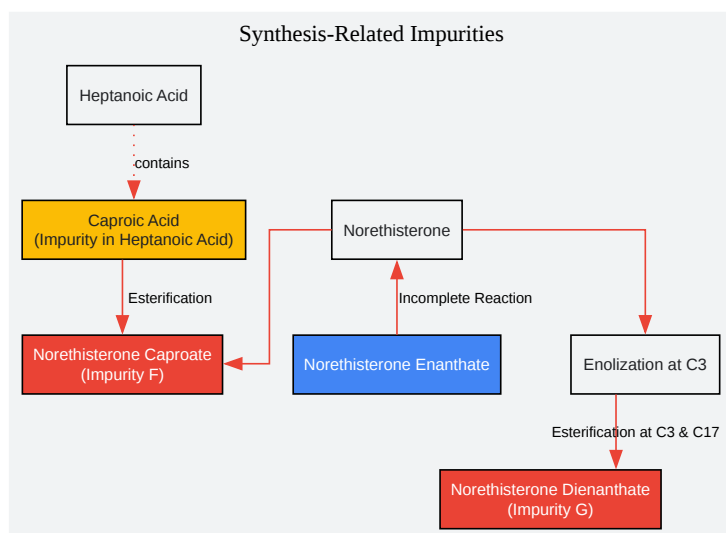 Synthesis-Related Impurities
Heptanoic Acid
contains
Caproic Acid
(Impurity in Heptanoic Acid)
Norethisterone
Esterification
Incomplete Reaction
Norethisterone Caproate
(Impurity F)
Norethisterone Enanthate
Enolization at C3
Esterification at C3 & C17
Norethisterone Dienanthate
(Impurity G)